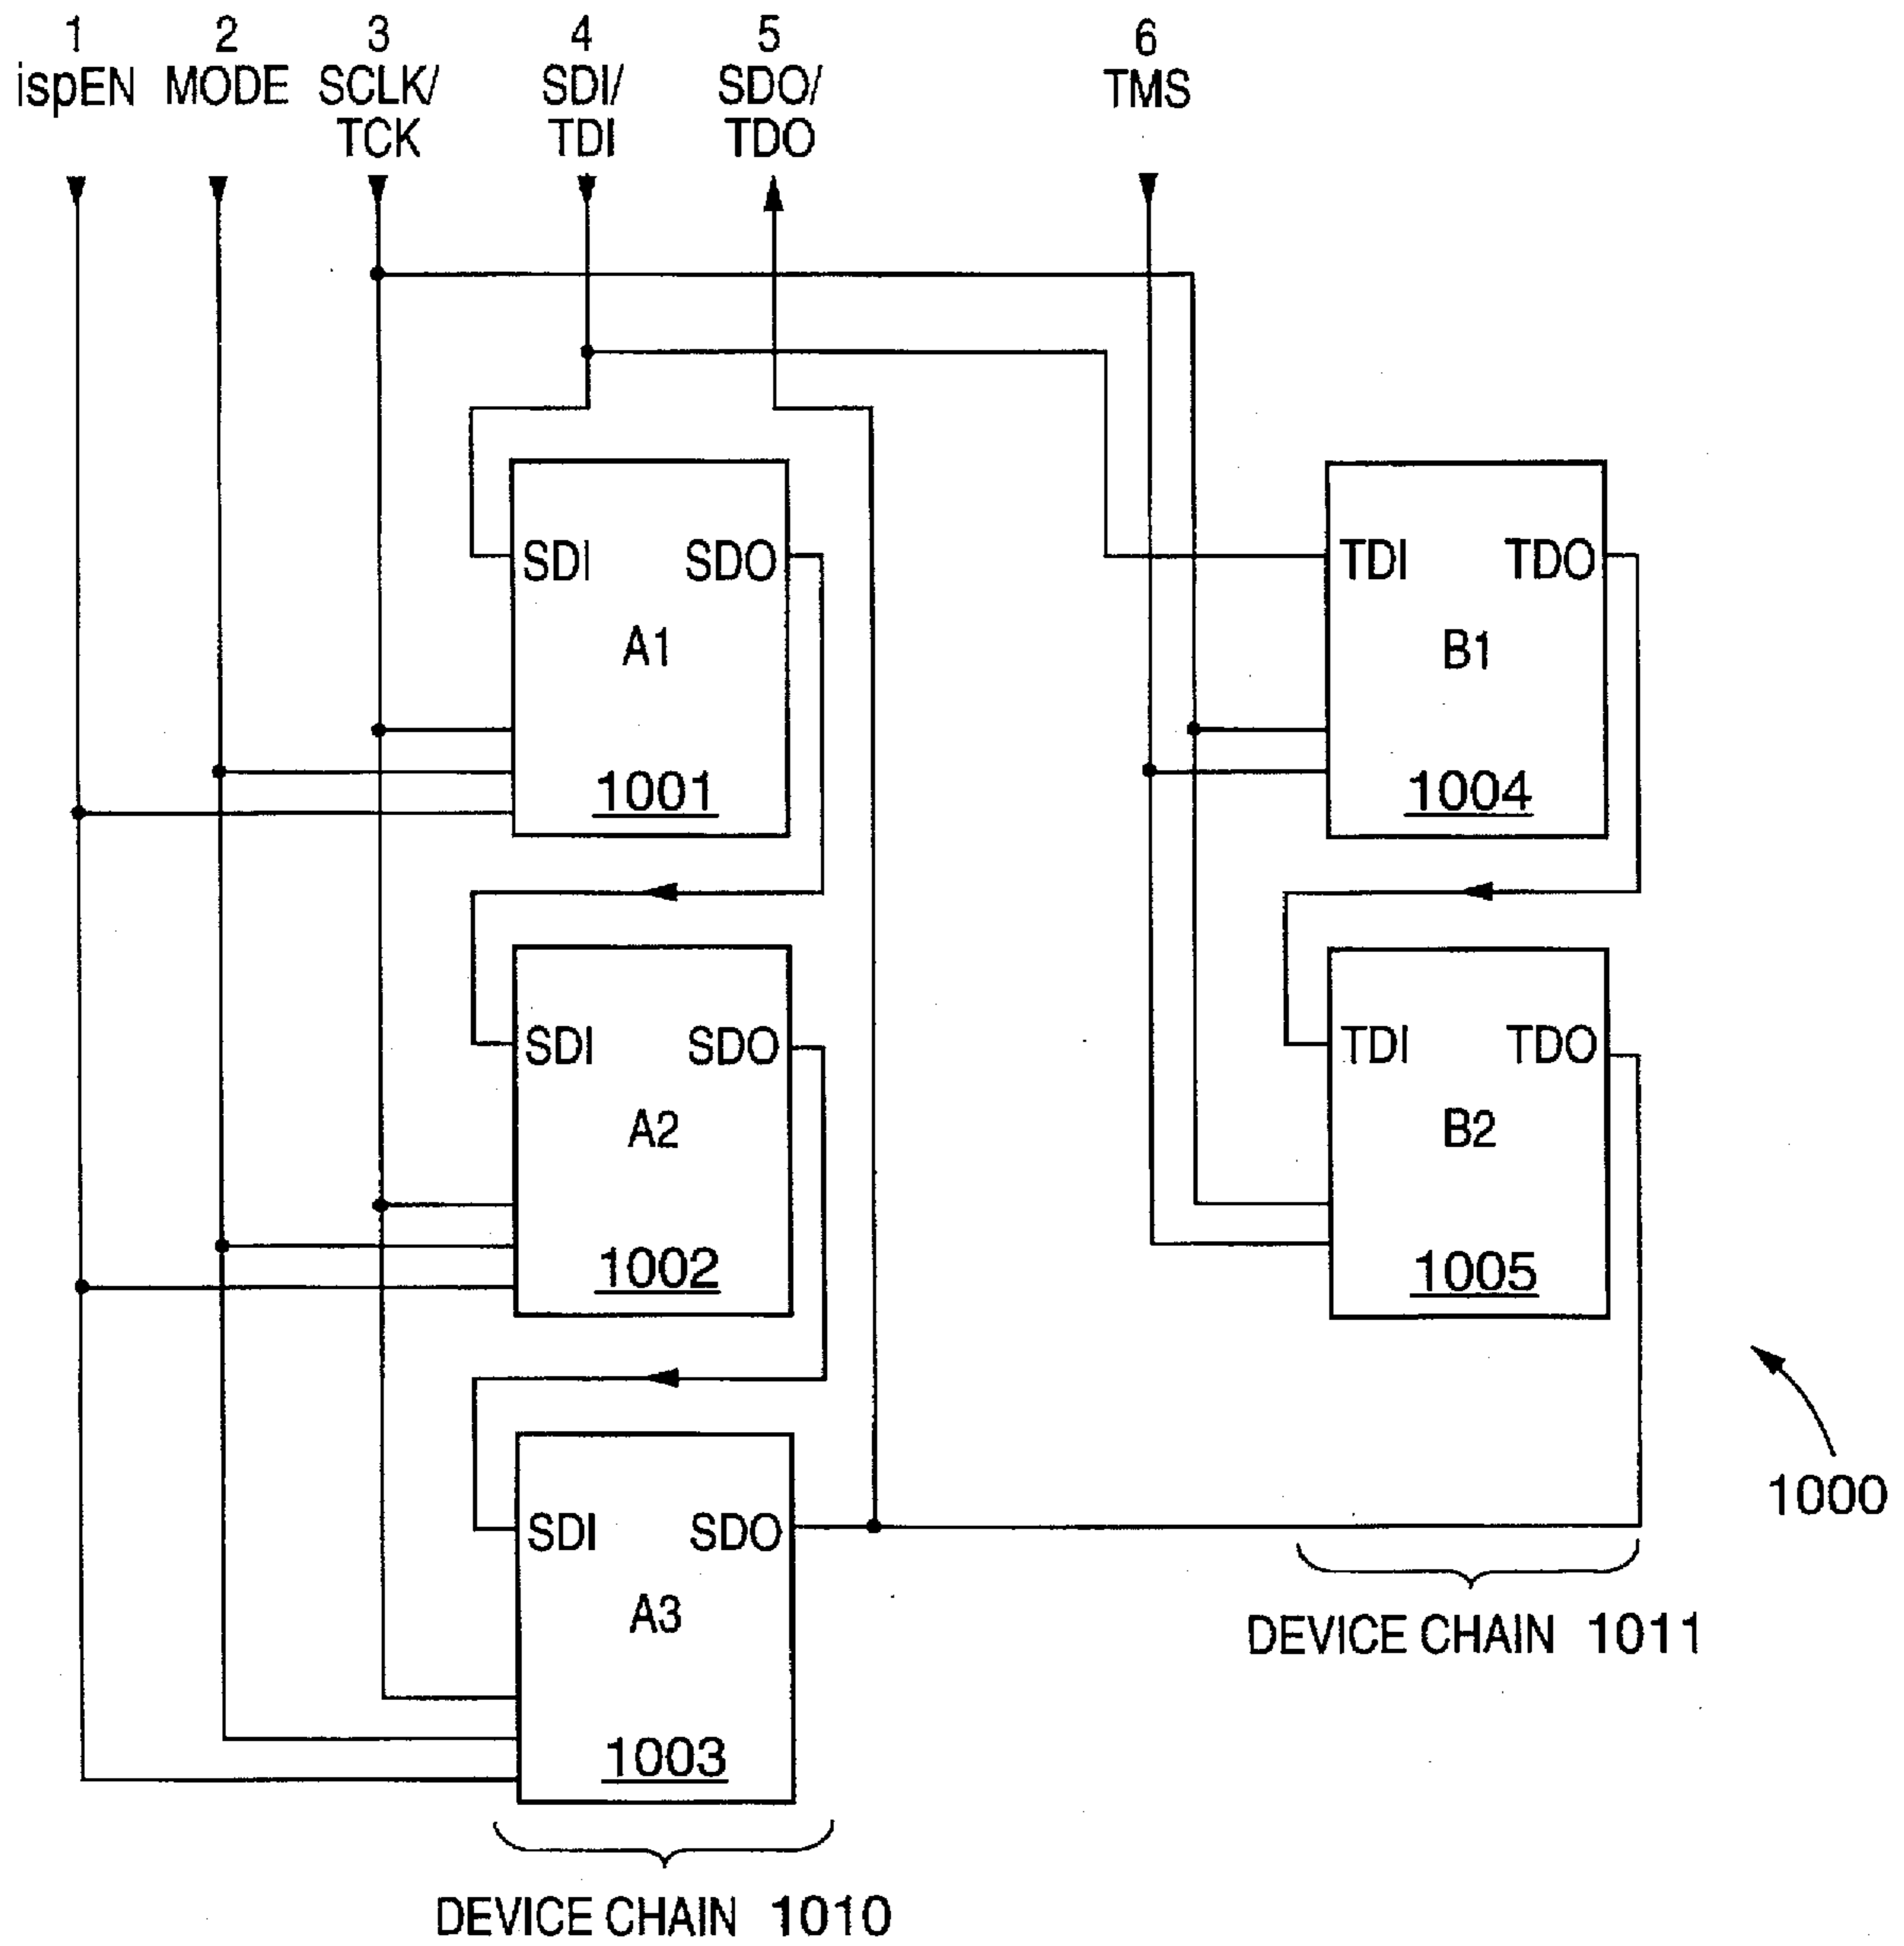 1 2 3 4 5 6
ispEN MODE SCLK/ SDI/ SDO/ TMS
TCK TDI TDO
SDI SDO TDI TDO
A1 B1
1001 1004
SDI SDO TDI TDO
A2 B2
1002 1005
1000
SDI SDO
A3
DEVICE CHAIN 1011
1003
DEVICE CHAIN 1010